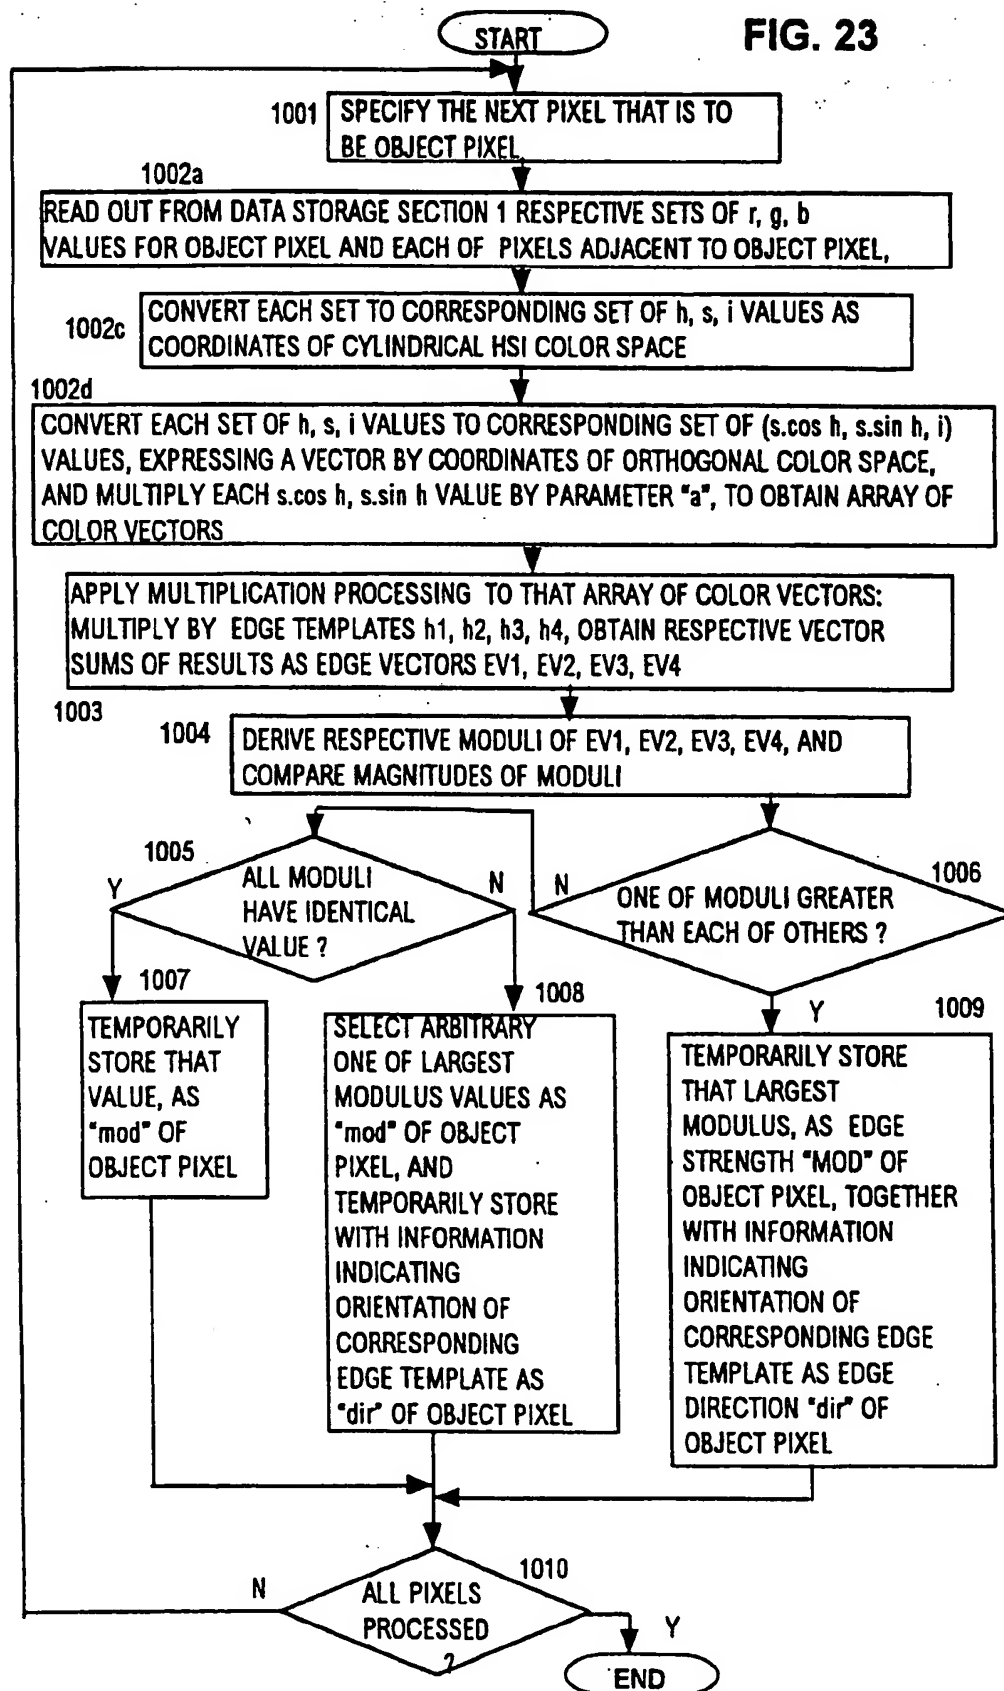 START
FIG. 23
1001
SPECIFY THE NEXT PIXEL THAT IS TO
BE OBJECT PIXEL
1002a
READ OUT FROM DATA STORAGE SECTION 1 RESPECTIVE SETS OF r, g, b
VALUES FOR OBJECT PIXEL AND EACH OF PIXELS ADJACENT TO OBJECT PIXEL,
1002c
CONVERT EACH SET TO CORRESPONDING SET OF h, s, i VALUES AS
COORDINATES OF CYLINDRICAL HSI COLOR SPACE
1002d
CONVERT EACH SET OF h, s, i VALUES TO CORRESPONDING SET OF (s.cos h, s.sin h, i)
VALUES, EXPRESSING A VECTOR BY COORDINATES OF ORTHOGONAL COLOR SPACE,
AND MULTIPLY EACH s.cos h, s.sin h VALUE BY PARAMETER "a", TO OBTAIN ARRAY OF
COLOR VECTORS
APPLY MULTIPLICATION PROCESSING TO THAT ARRAY OF COLOR VECTORS:
MULTIPLY BY EDGE TEMPLATES h1, h2, h3, h4, OBTAIN RESPECTIVE VECTOR
SUMS OF RESULTS AS EDGE VECTORS EV1, EV2, EV3, EV4
1003
1004
DERIVE RESPECTIVE MODULI OF EV1, EV2, EV3, EV4, AND
COMPARE MAGNITUDES OF MODULI
1005
Y
ALL MODULI
HAVE IDENTICAL
VALUE ?
N
N
1006
ONE OF MODULI GREATER
THAN EACH OF OTHERS ?
Y
1007
TEMPORARILY
STORE THAT
VALUE, AS
"mod" OF
OBJECT PIXEL
1008
SELECT ARBITRARY
ONE OF LARGEST
MODULUS VALUES AS
"mod" OF OBJECT
PIXEL, AND
TEMPORARILY STORE
WITH INFORMATION
INDICATING
ORIENTATION OF
CORRESPONDING
EDGE TEMPLATE AS
"dir" OF OBJECT PIXEL
1009
TEMPORARILY STORE
THAT LARGEST
MODULUS, AS EDGE
STRENGTH "MOD" OF
OBJECT PIXEL, TOGETHER
WITH INFORMATION
INDICATING
ORIENTATION OF
CORRESPONDING EDGE
TEMPLATE AS EDGE
DIRECTION "dir" OF
OBJECT PIXEL
1010
N
ALL PIXELS
PROCESSED
?
Y
END